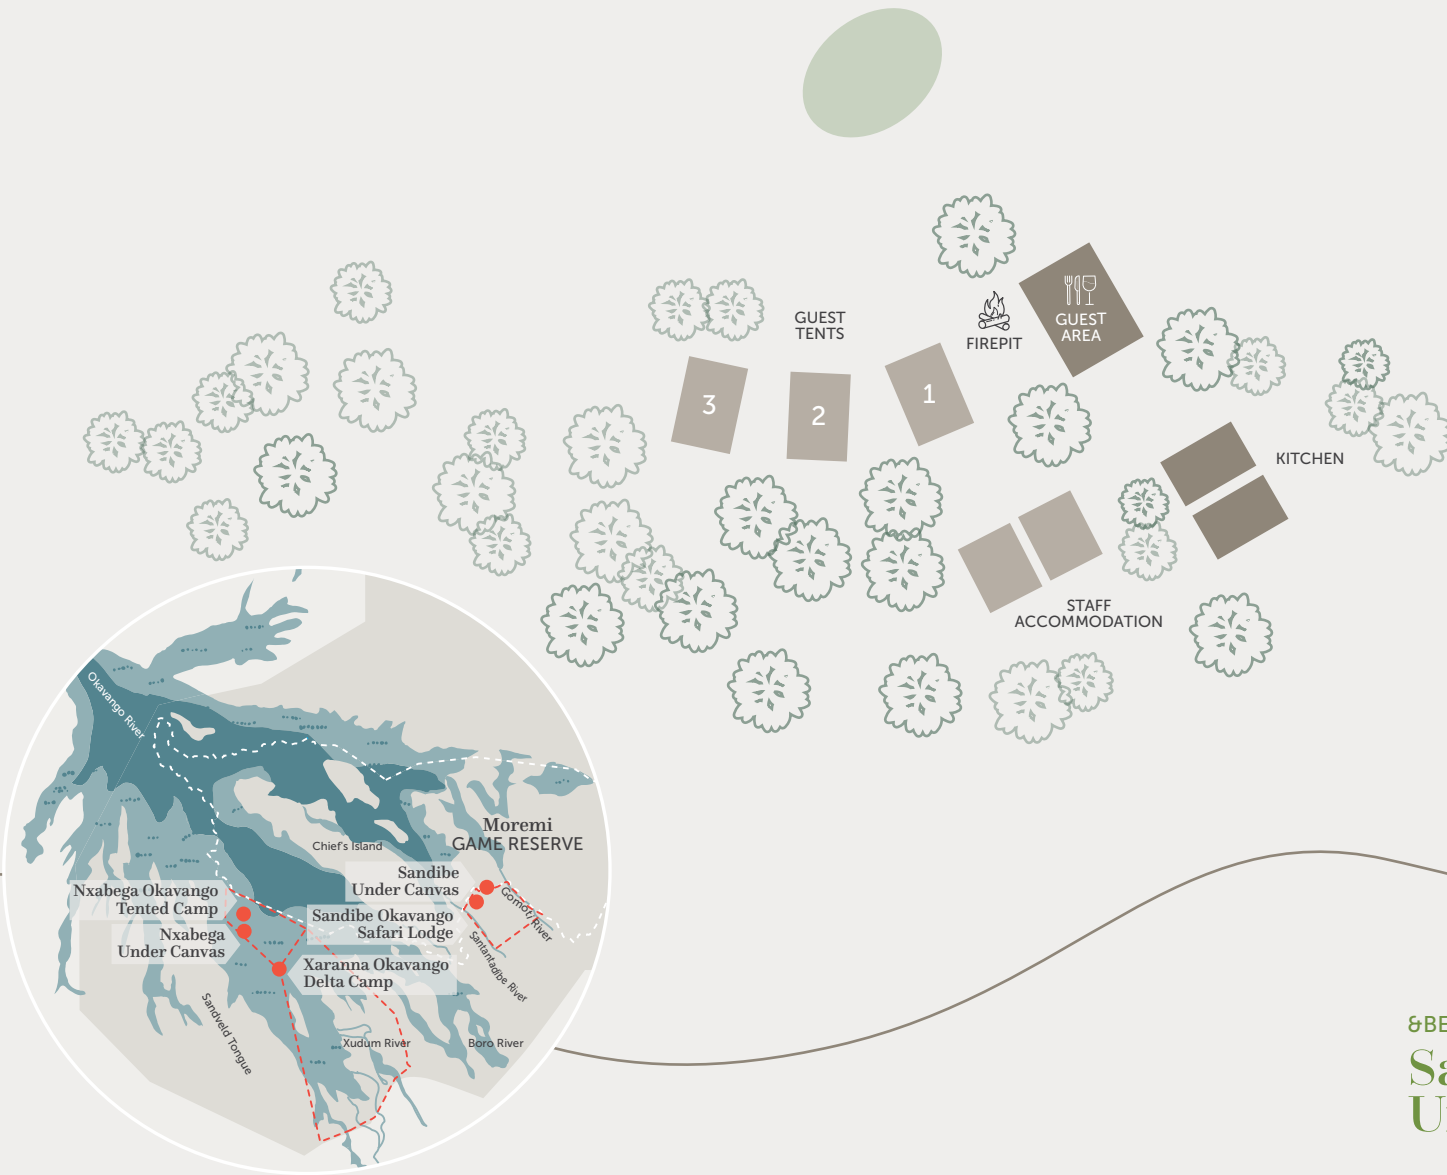 GUEST
TENTS
FIREPIT
GUEST
AREA
3
2
1
KITCHEN
STAFF
ACCOMMODATION
Okavango River
Chief's Island
Moremi
GAME RESERVE
Sandibe
Under Canvas
Nxabega Okavango
Tented Camp
Gomoti River
Sandibe Okavango
Safari Lodge
Nxabega
Under Canvas
Santantadibe River
Xaranna Okavango
Delta Camp
Sandveld Tongue
Xudum River
Boro River
&BE
Sa